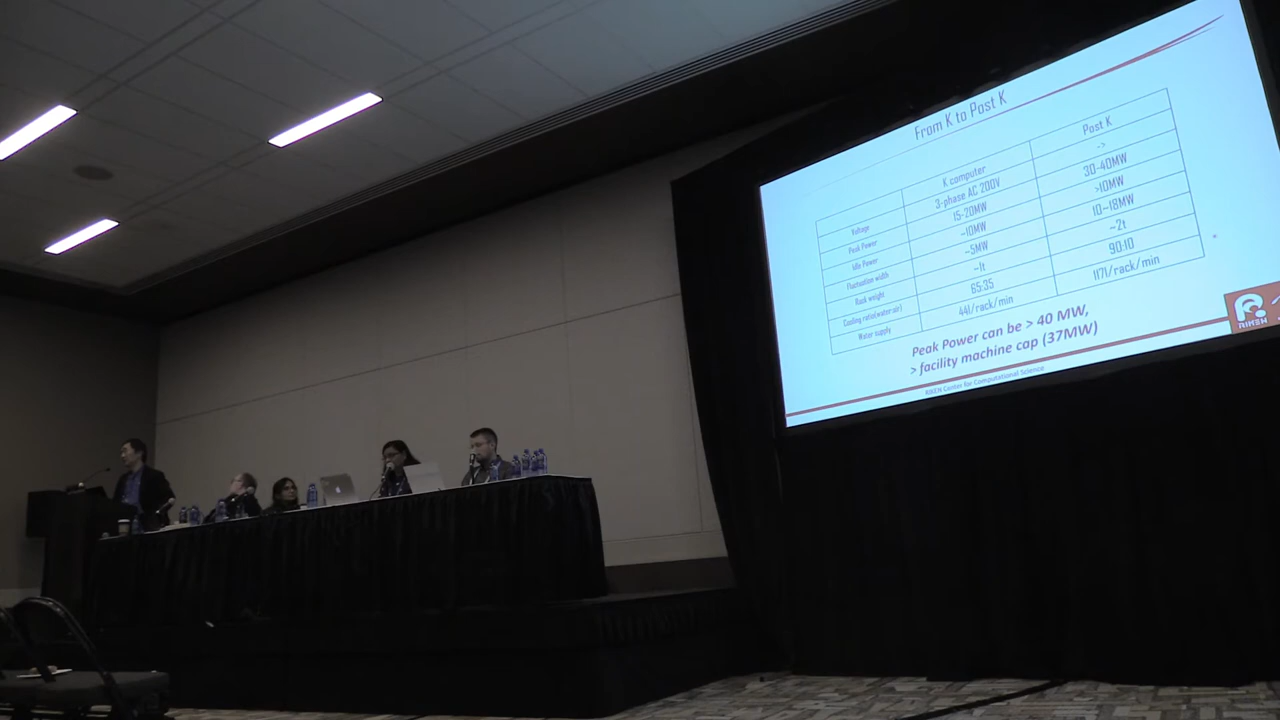 From K to Post K
K computer Post K
Voltage 3-phase AC 200V ->
Peak Power 15-20MW 30-40MW
Idle Power ~10MW >10MW
Fluctuation width ~5MW 10~18MW
Rack weight ~1t ~2t
Cooling ratio(water:air) 65:35 90:10
Water supply 44l/rack/min 117l/rack/min
Peak Power can be > 40 MW,
> facility machine cap (37MW)
RIKEN Center for Computational Science
RIKEN